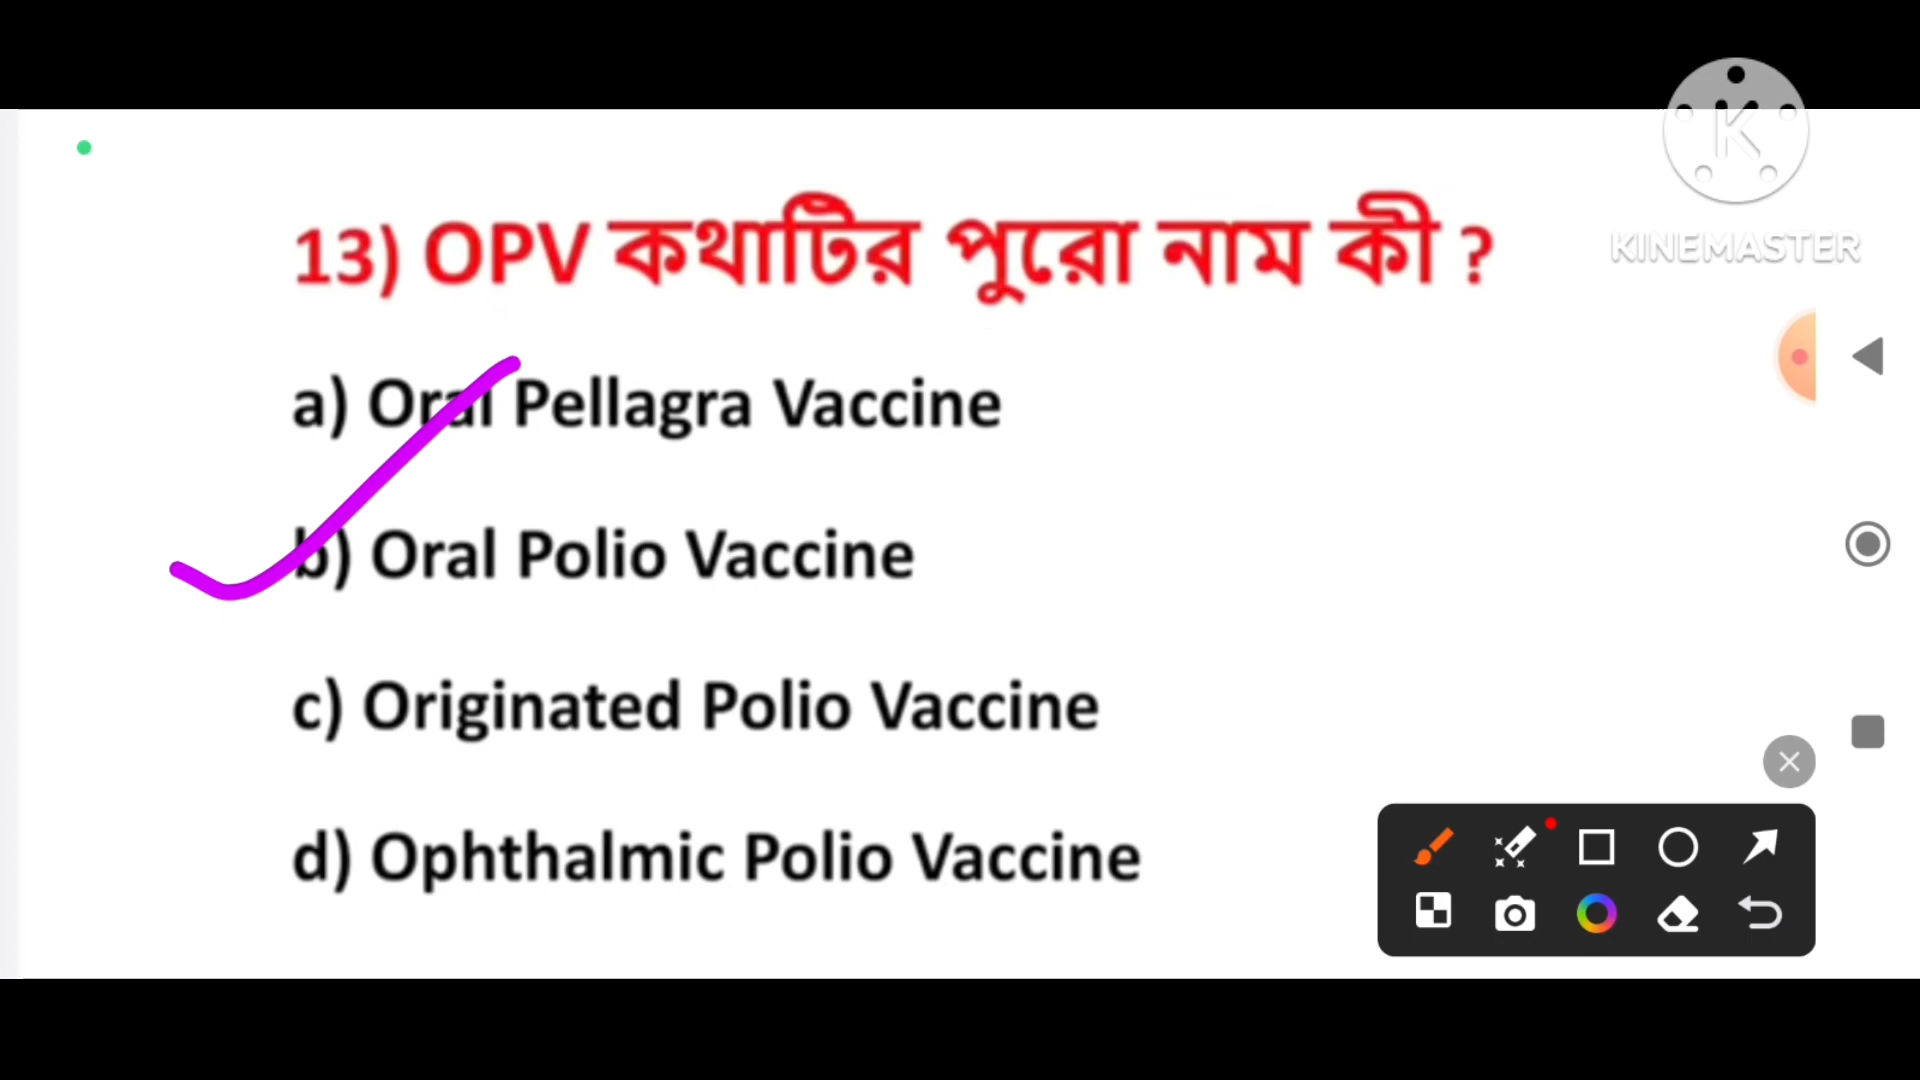 KINEMASTER
13) OPV কথাটির পুরো নাম কী ?
a) Oral Pellagra Vaccine
b) Oral Polio Vaccine
c) Originated Polio Vaccine
d) Ophthalmic Polio Vaccine